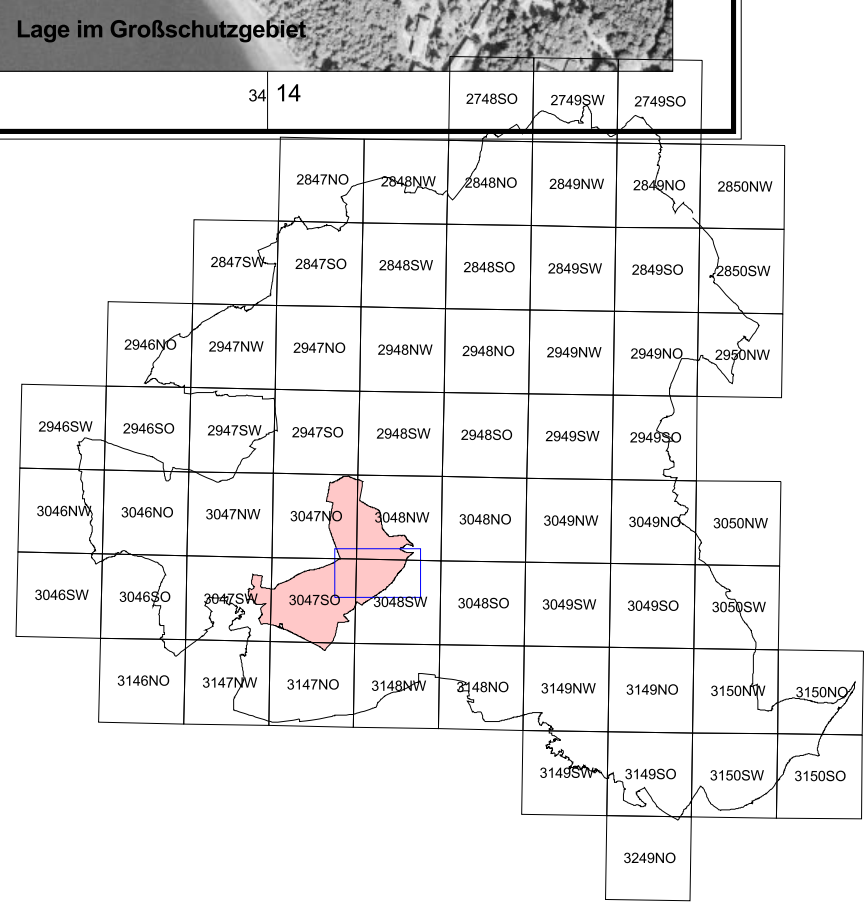 Lage im Großschutzgebiet
34 14
2748SO 2749SW 2749SO
2847NO 2848NW 2848NO 2849NW 2849NO 2850NW
2847SW 2847SO 2848SW 2848SO 2849SW 2849SO 2850SW
2946NO 2947NW 2947NO 2948NW 2948NO 2949NW 2949NO 2950NW
2946SW 2946SO 2947SW 2947SO 2948SW 2948SO 2949SW 2949SO
3046NW 3046NO 3047NW 3047NO 3048NW 3048NO 3049NW 3049NO 3050NW
3046SW 3046SO 3047SW 3047SO 3048SW 3048SO 3049SW 3049SO 3050SW
3146NO 3147NW 3147NO 3148NW 3148NO 3149NW 3149NO 3150NW 3150NO
3149SW 3149SO 3150SW 3150SO
3249NO